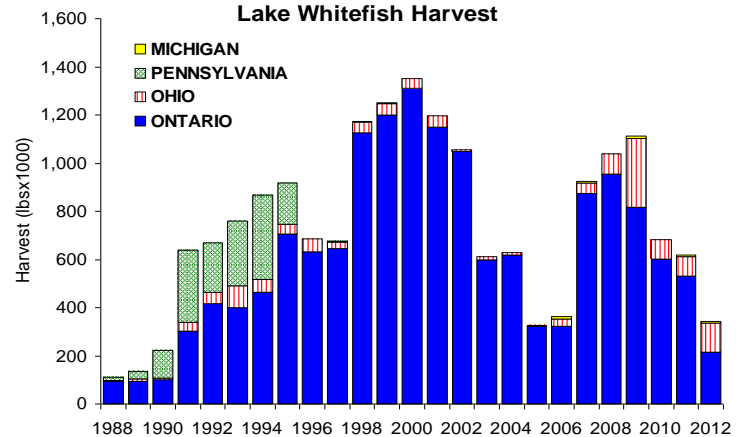 Lake Whitefish Harvest
1,600
1,400
1,200
1,000
800
600
400
200
0
Harvest (lbsx1000)
MICHIGAN
PENNSYLVANIA
OHIO
ONTARIO
1988 1990 1992 1994 1996 1998 2000 2002 2004 2006 2008 2010 2012